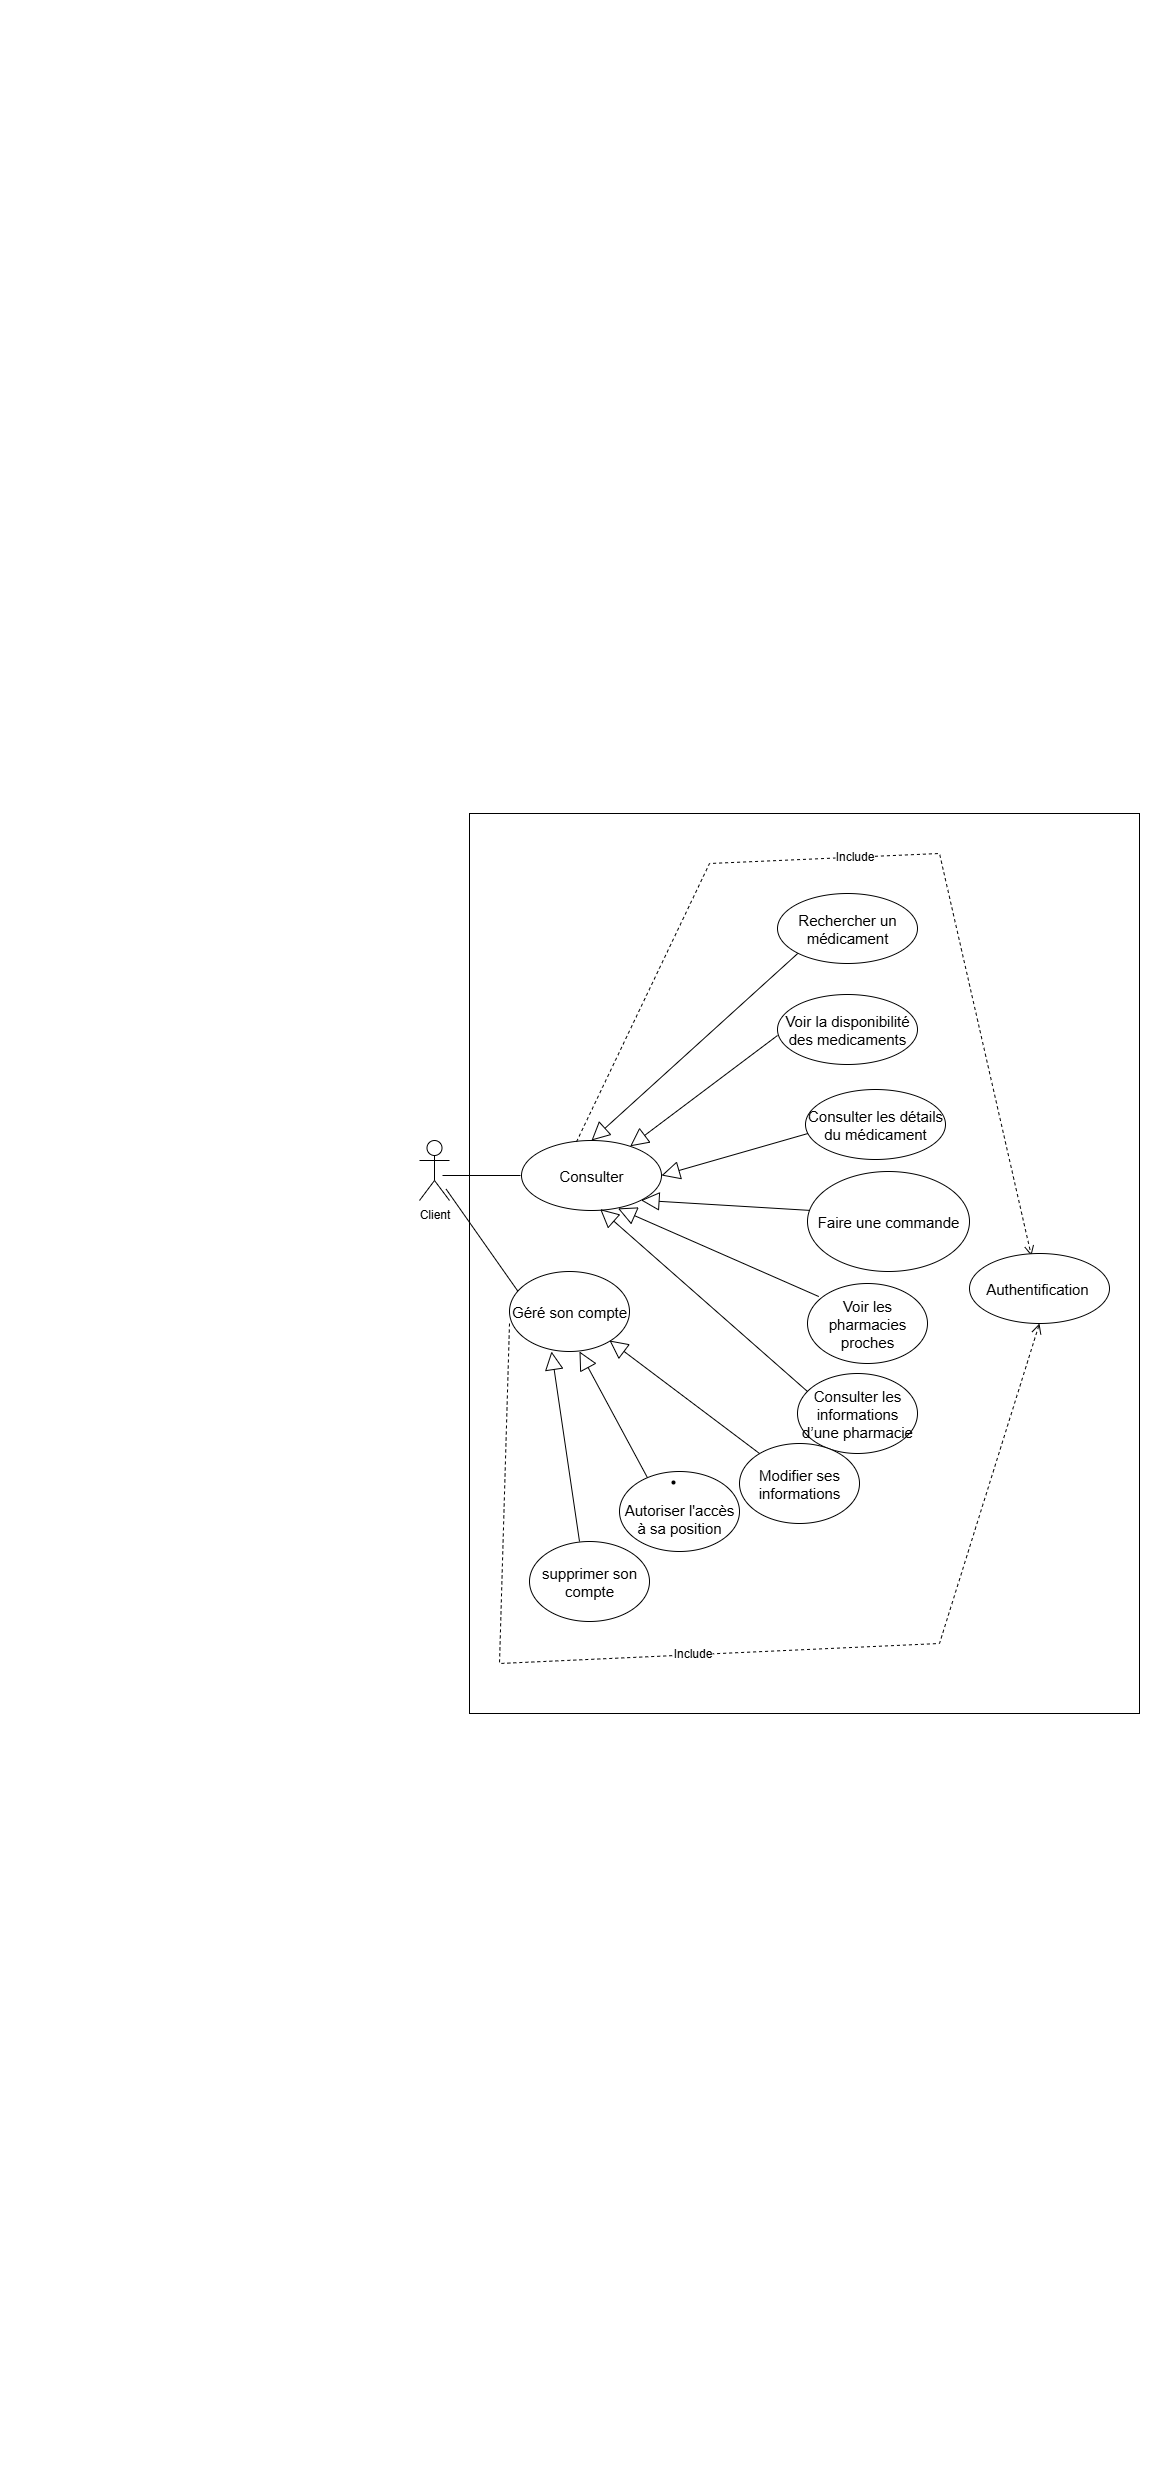 Include
Rechercher un
médicament
Voir la disponibilité
des medicaments
Consulter les détails
du médicament
Consulter
Client
Faire une commande
Authentification
Géré son compte
Voir les
pharmacies
proches
Consulter les
informations
d'une pharmacie
Modifier ses
informations
•
Autoriser l'accès
à sa position
supprimer son
compte
Include